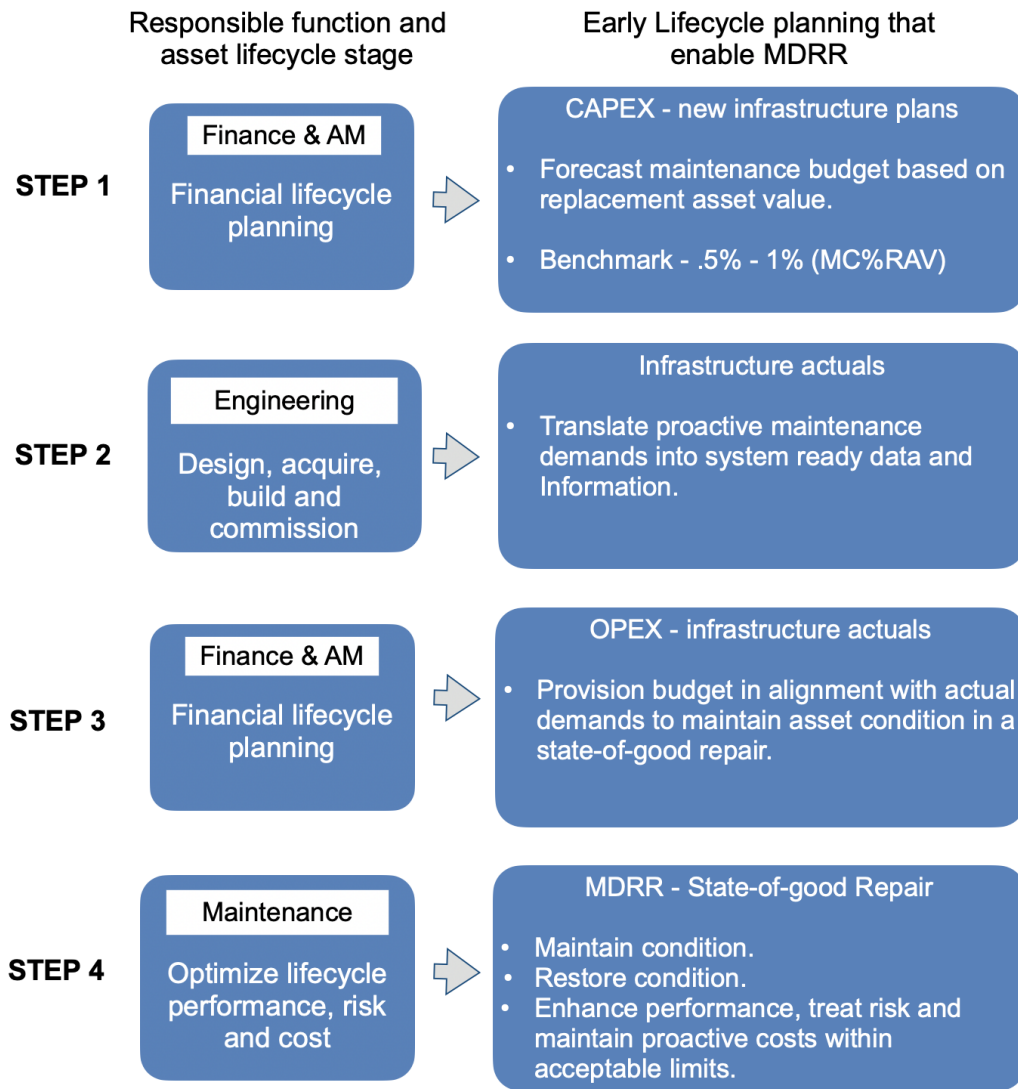 Responsible function and
asset lifecycle stage
Early Lifecycle planning that
enable MDRR
STEP 1
Finance & AM
Financial lifecycle
planning
CAPEX - new infrastructure plans
• Forecast maintenance budget based on
replacement asset value.
• Benchmark - .5% - 1% (MC%RAV)
STEP 2
Engineering
Design, acquire,
build and
commission
Infrastructure actuals
• Translate proactive maintenance
demands into system ready data and
Information.
STEP 3
Finance & AM
Financial lifecycle
planning
OPEX - infrastructure actuals
• Provision budget in alignment with actual
demands to maintain asset condition in a
state-of-good repair.
STEP 4
Maintenance
Optimize lifecycle
performance, risk
and cost
MDRR - State-of-good Repair
• Maintain condition.
• Restore condition.
• Enhance performance, treat risk and
maintain proactive costs within
acceptable limits.